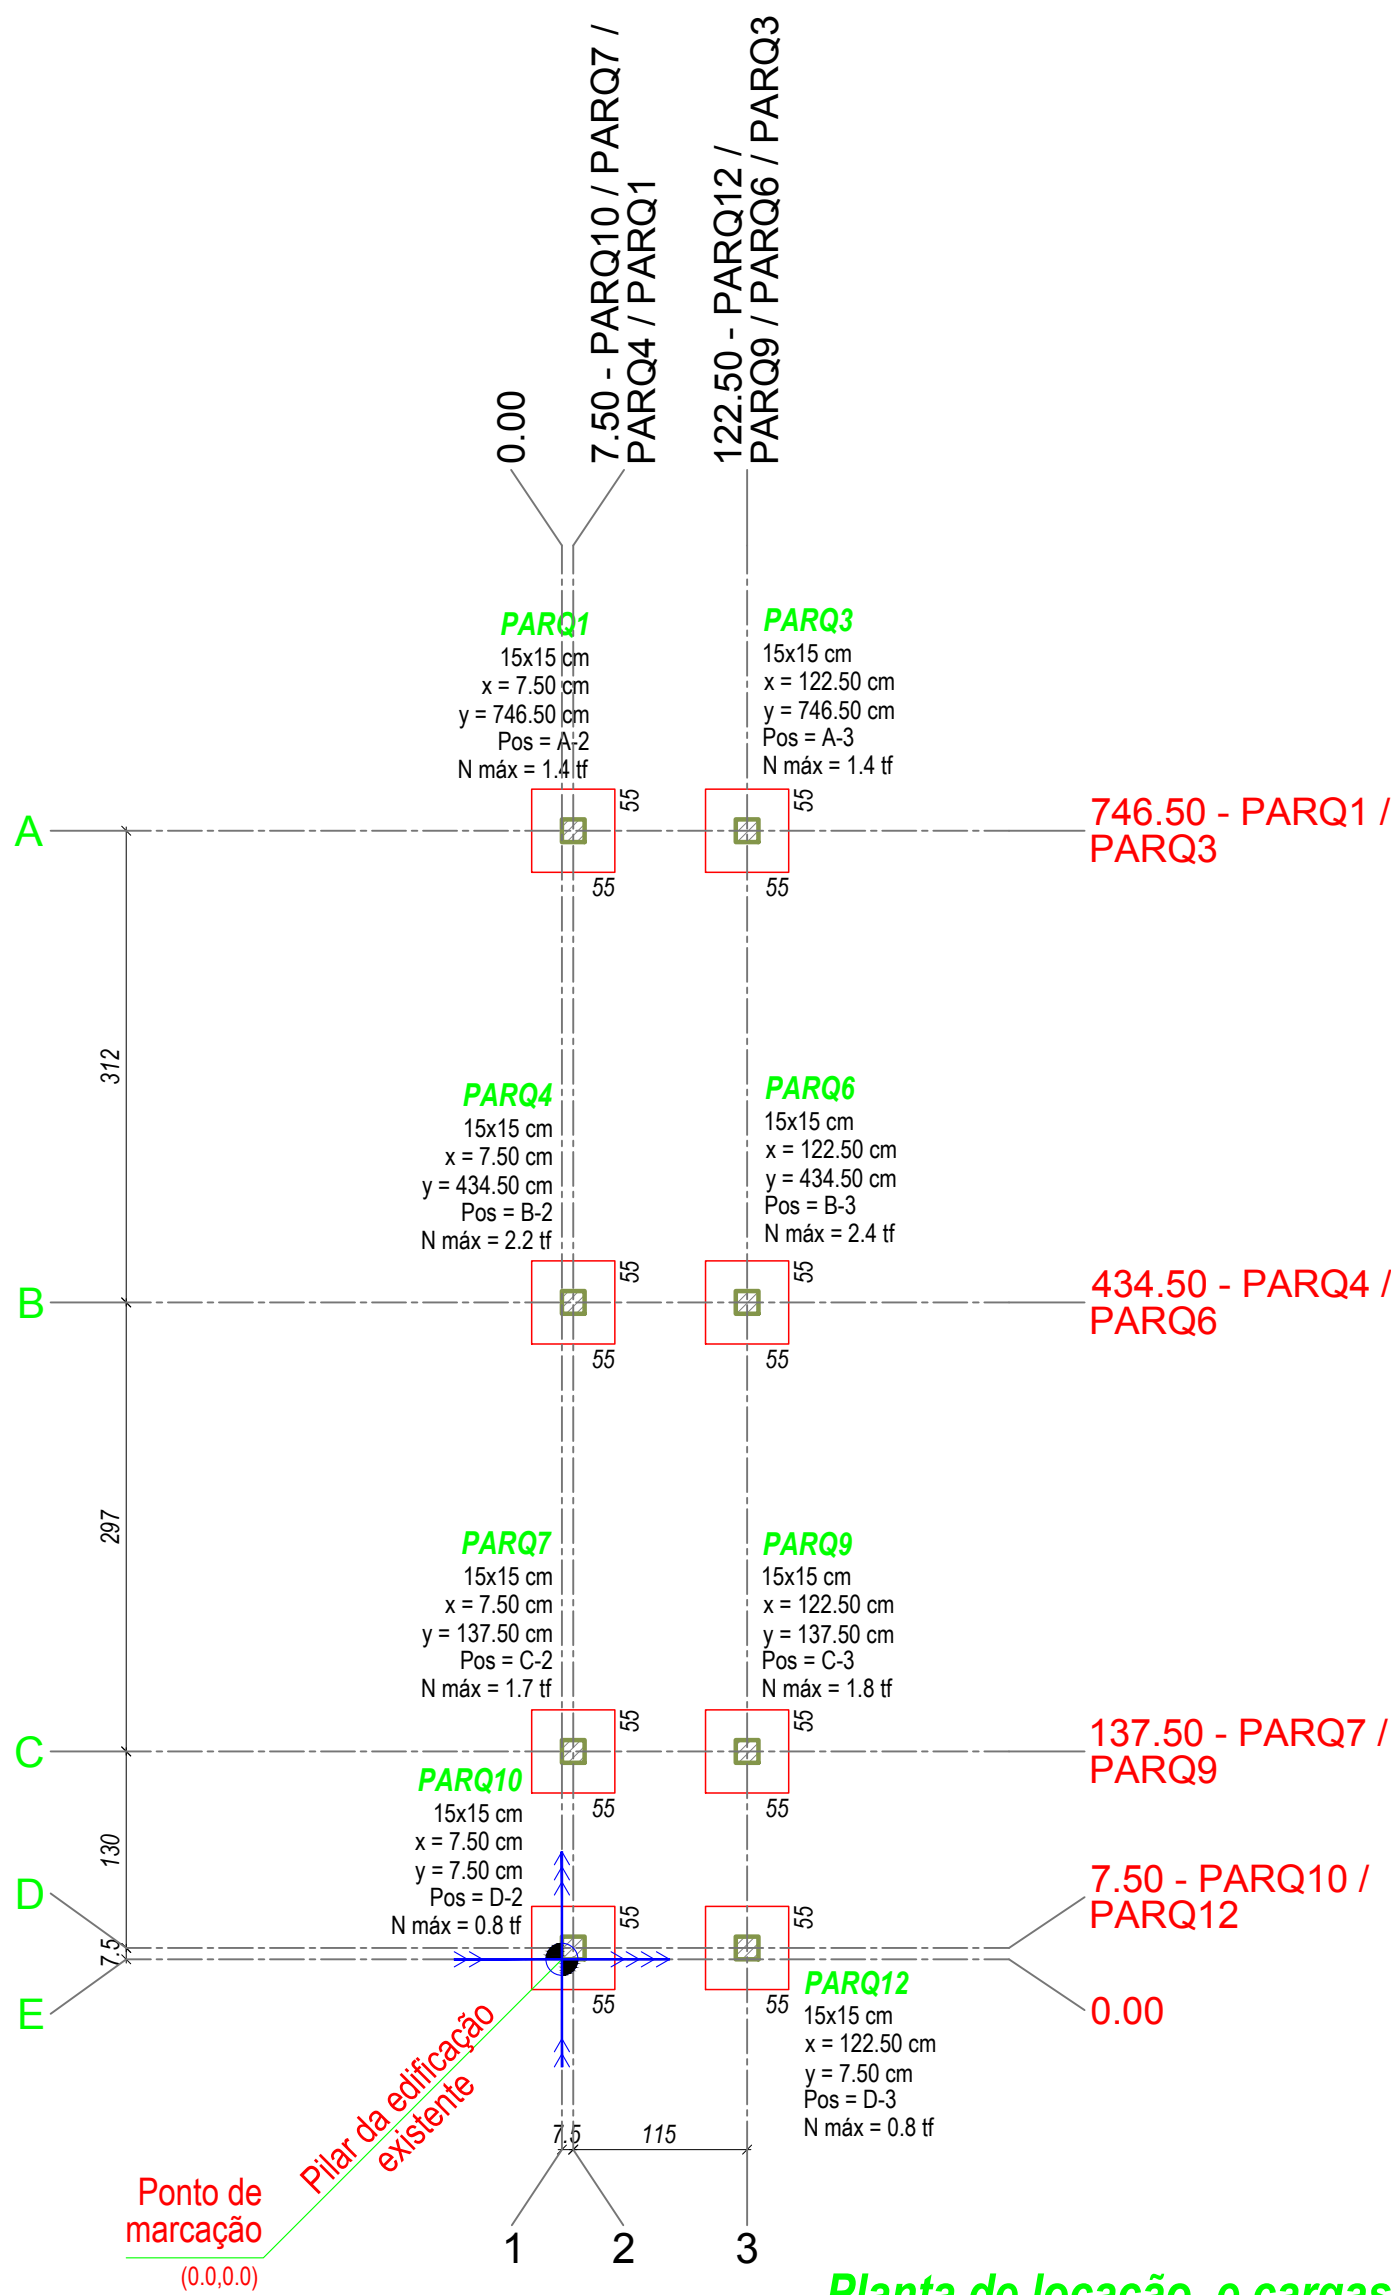 0.00
7.50 - PARQ10 / PARQ7 /
PARQ4 / PARQ1
122.50 - PARQ12 /
PARQ9 / PARQ6 / PARQ3
PARQ1
15x15 cm
x = 7.50 cm
y = 746.50 cm
Pos = A-2
N máx = 1.4 tf
55
55
PARQ3
15x15 cm
x = 122.50 cm
y = 746.50 cm
Pos = A-3
N máx = 1.4 tf
55
55
A
746.50 - PARQ1 /
PARQ3
312
PARQ4
15x15 cm
x = 7.50 cm
y = 434.50 cm
Pos = B-2
N máx = 2.2 tf
55
55
PARQ6
15x15 cm
x = 122.50 cm
y = 434.50 cm
Pos = B-3
N máx = 2.4 tf
55
55
B
434.50 - PARQ4 /
PARQ6
297
PARQ7
15x15 cm
x = 7.50 cm
y = 137.50 cm
Pos = C-2
N máx = 1.7 tf
55
55
PARQ9
15x15 cm
x = 122.50 cm
y = 137.50 cm
Pos = C-3
N máx = 1.8 tf
55
55
C
137.50 - PARQ7 /
PARQ9
130
PARQ10
15x15 cm
x = 7.50 cm
y = 7.50 cm
Pos = D-2
N máx = 0.8 tf
55
55
55
55
D
7.50 - PARQ10 /
PARQ12
7.5
E
0.00
PARQ12
15x15 cm
x = 122.50 cm
y = 7.50 cm
Pos = D-3
N máx = 0.8 tf
Pilar da edificação
existente
Ponto de
marcação
(0.0,0.0)
7.5
115
1
2
3
Planta de locação e cargas